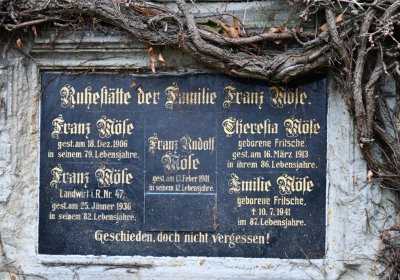 Ruhestätte der Familie Franz Möse.
Franz Möse
gest. am 18. Dez. 1906
in seinem 79. Lebensjahre.
Franz Möse
Landwirt i. R. Nr. 47,
gest. am 25. Jänner 1936
in seinem 82. Lebensjahre.
Franz Rudolf
Möse
gest. am 13. Feber 1981
in seinem 12. Lebensjahre.
Theresia Möse
geborene Fritsche,
gest. am 16. März 1913
in ihrem 86. Lebensjahre.
Emilie Möse
geborene Fritsche,
† 10. 7. 1941
im 87. Lebensjahre.
Geschieden, doch nicht vergessen!